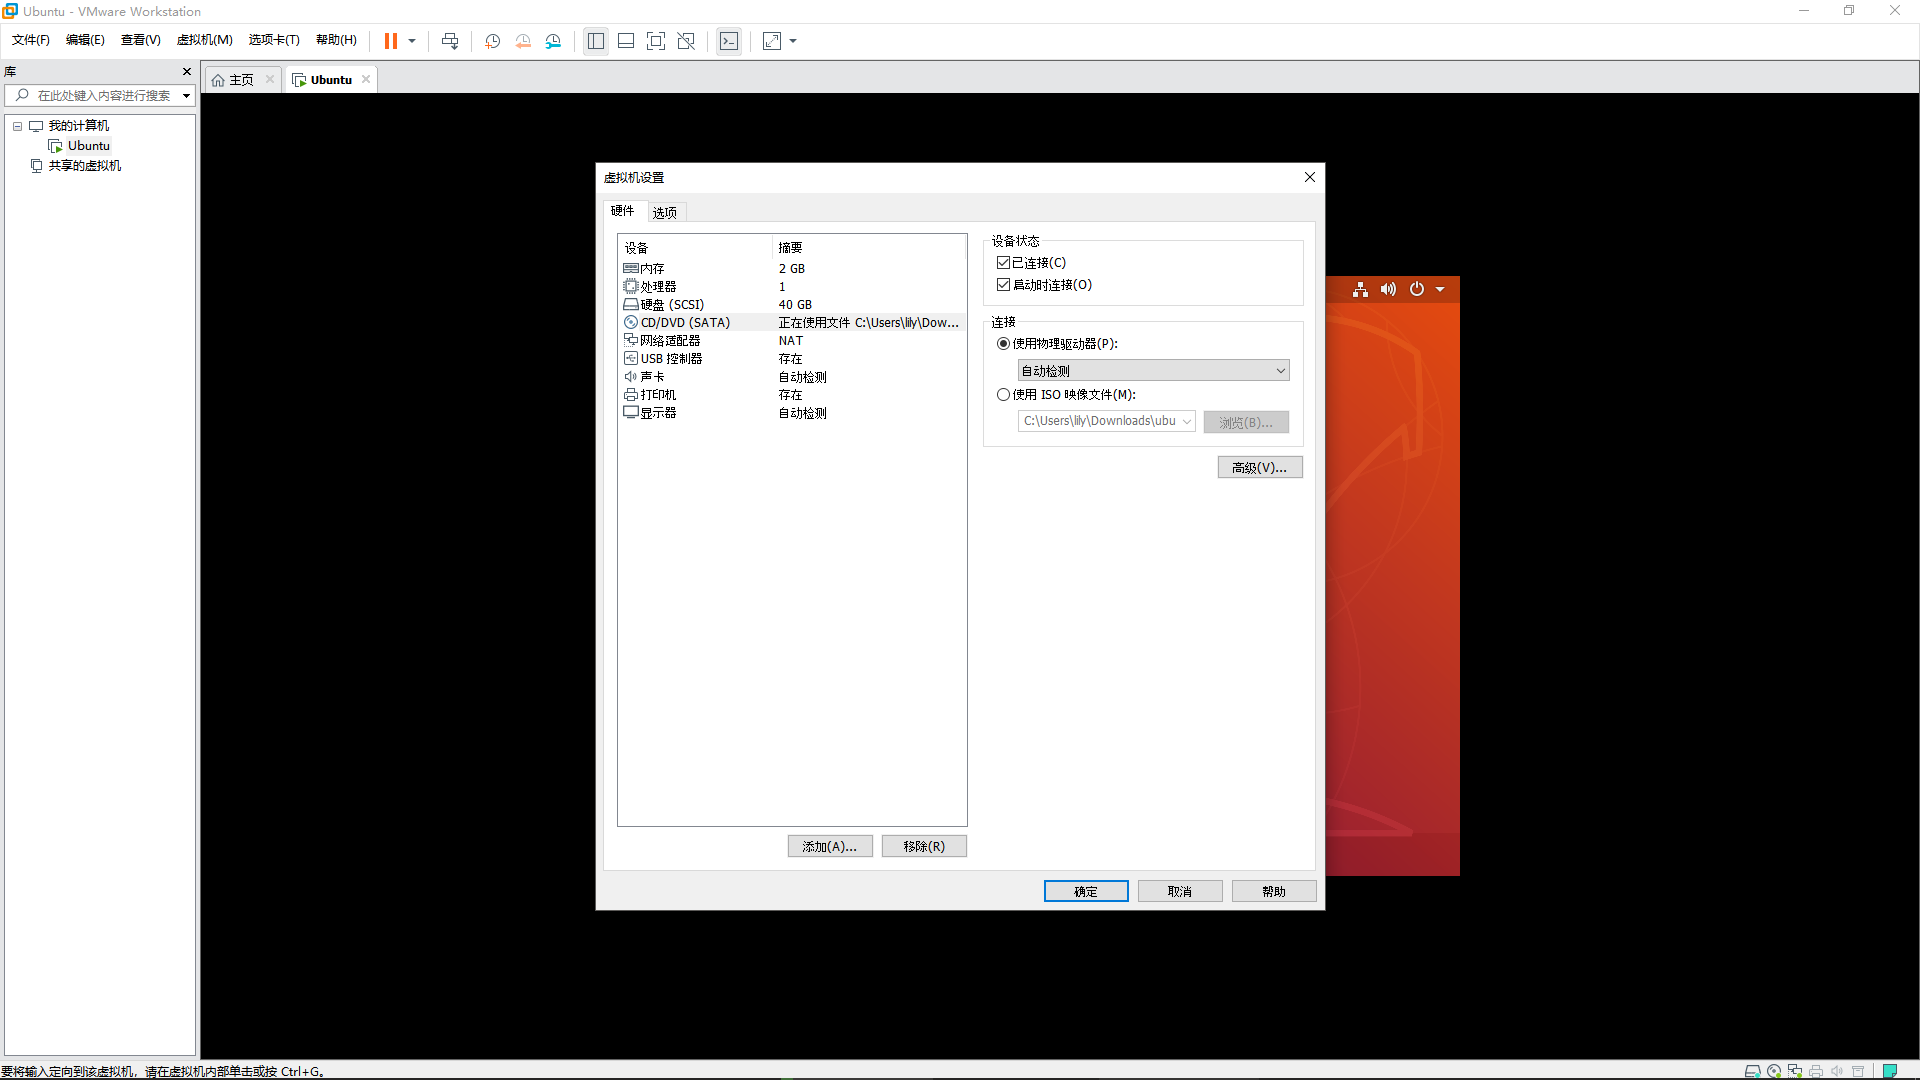 Ubuntu - VMware Workstation
文件(F) 编辑(E) 查看(V) 虚拟机(M) 选项卡(T) 帮助(H)
库
在此处键入内容进行搜索
主页 Ubuntu
我的计算机
Ubuntu
共享的虚拟机
虚拟机设置
硬件 选项
设备 摘要
内存 2 GB
处理器 1
硬盘 (SCSI) 40 GB
CD/DVD (SATA) 正在使用文件 C:\Users\lily\Dow...
网络适配器 NAT
USB 控制器 存在
声卡 自动检测
打印机 存在
显示器 自动检测
添加(A)... 移除(R)
设备状态
已连接(C)
启动时连接(O)
连接
使用物理驱动器(P):
自动检测
使用 ISO 映像文件(M):
C:\Users\lily\Downloads\ubu 浏览(B)...
高级(V)...
确定 取消 帮助
要将输入定向到该虚拟机，请在虚拟机内部单击或按 Ctrl+G。